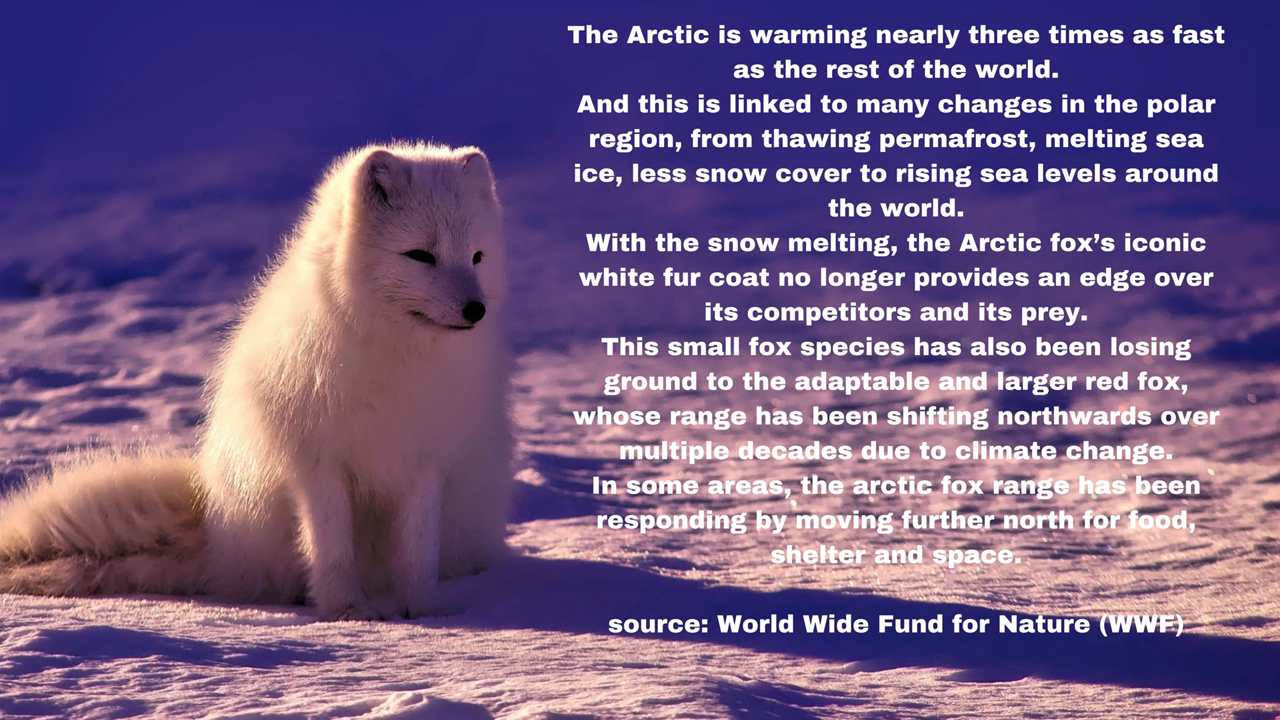 The Arctic is warming nearly three times as fast
as the rest of the world.
And this is linked to many changes in the polar
region, from thawing permafrost, melting sea
ice, less snow cover to rising sea levels around
the world.
With the snow melting, the Arctic fox’s iconic
white fur coat no longer provides an edge over
its competitors and its prey.
This small fox species has also been losing
ground to the adaptable and larger red fox,
whose range has been shifting northwards over
multiple decades due to climate change.
In some areas, the arctic fox range has been
responding by moving further north for food,
shelter and space.
source: World Wide Fund for Nature (WWF)